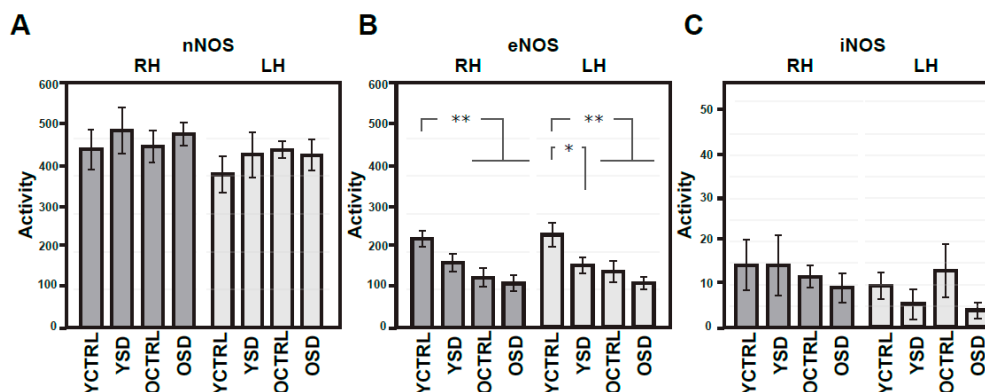 A
nNOS
RH LH
Activity
600
500
400
300
200
100
0
YCTRL
YSD
OCTRL
OSD
YCTRL
YSD
OCTRL
OSD
B
eNOS
RH LH
Activity
600
500
400
300
200
100
0
**
**
*
YCTRL
YSD
OCTRL
OSD
YCTRL
YSD
OCTRL
OSD
C
iNOS
RH LH
Activity
50
40
30
20
10
0
YCTRL
YSD
OCTRL
OSD
YCTRL
YSD
OCTRL
OSD